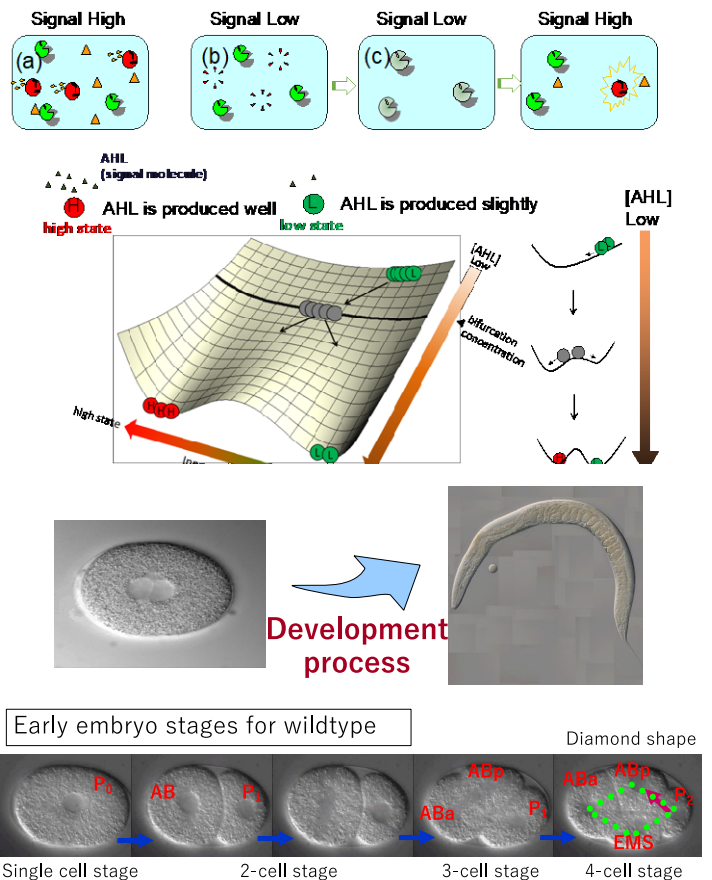 Signal High
Signal Low
Signal Low
Signal High
(a)
(b)
(c)
AHL
(signal molecule)
H
AHL is produced well
high state
L
AHL is produced slightly
low state
[AHL]
Low
[AHL]
Low
bifurcation
concentration
L
L
L
H
H
H
L
L
high state
H
Development
process
Early embryo stages for wildtype
Diamond shape
P0
AB
P1
ABp
ABa
P1
ABa
ABp
P2
EMS
Single cell stage
2-cell stage
3-cell stage
4-cell stage